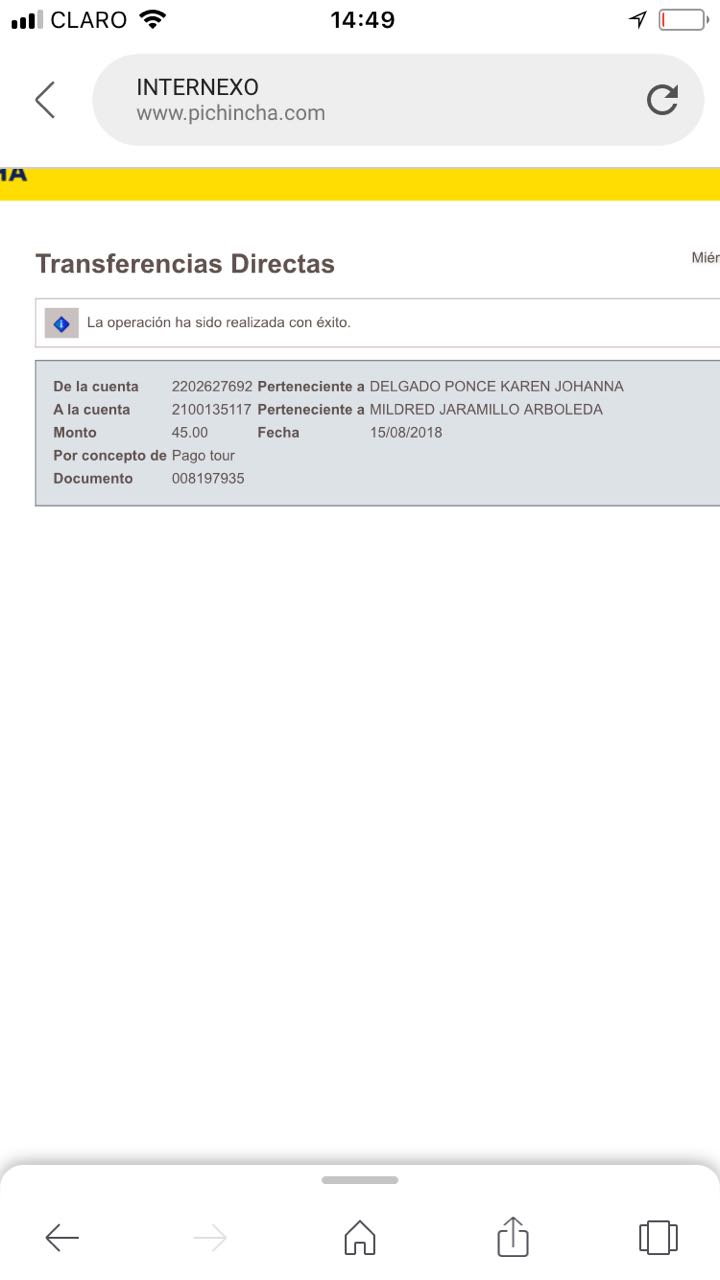 CLARO 14:49
INTERNEXO
www.pichincha.com
HA
Transferencias Directas Miér
La operación ha sido realizada con éxito.
De la cuenta 2202627692 Perteneciente a DELGADO PONCE KAREN JOHANNA
A la cuenta 2100135117 Perteneciente a MILDRED JARAMILLO ARBOLEDA
Monto 45.00 Fecha 15/08/2018
Por concepto de Pago tour
Documento 008197935